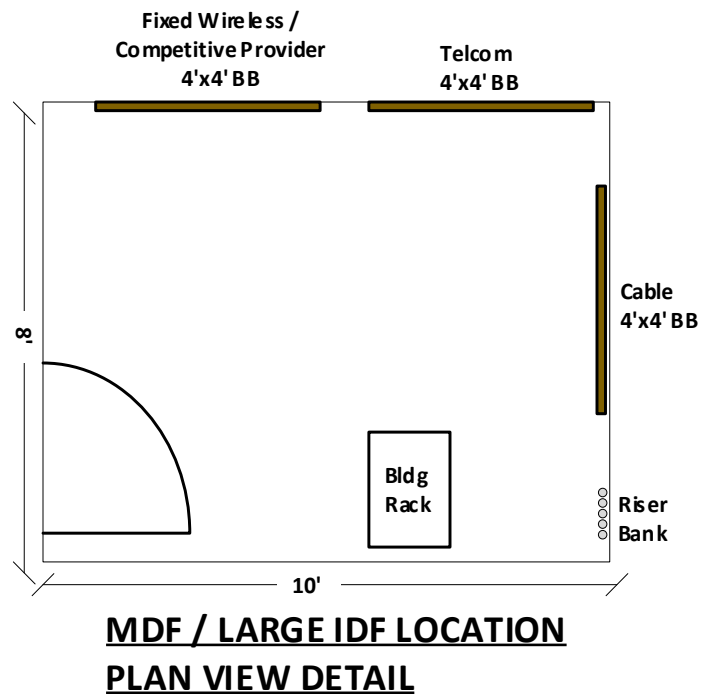 Fixed Wireless /
Competitive Provider
4'x4' BB
Telcom
4'x4' BB
8'
Cable
4'x4' BB
Bldg
Rack
Riser
Bank
10'
MDF / LARGE IDF LOCATION
PLAN VIEW DETAIL